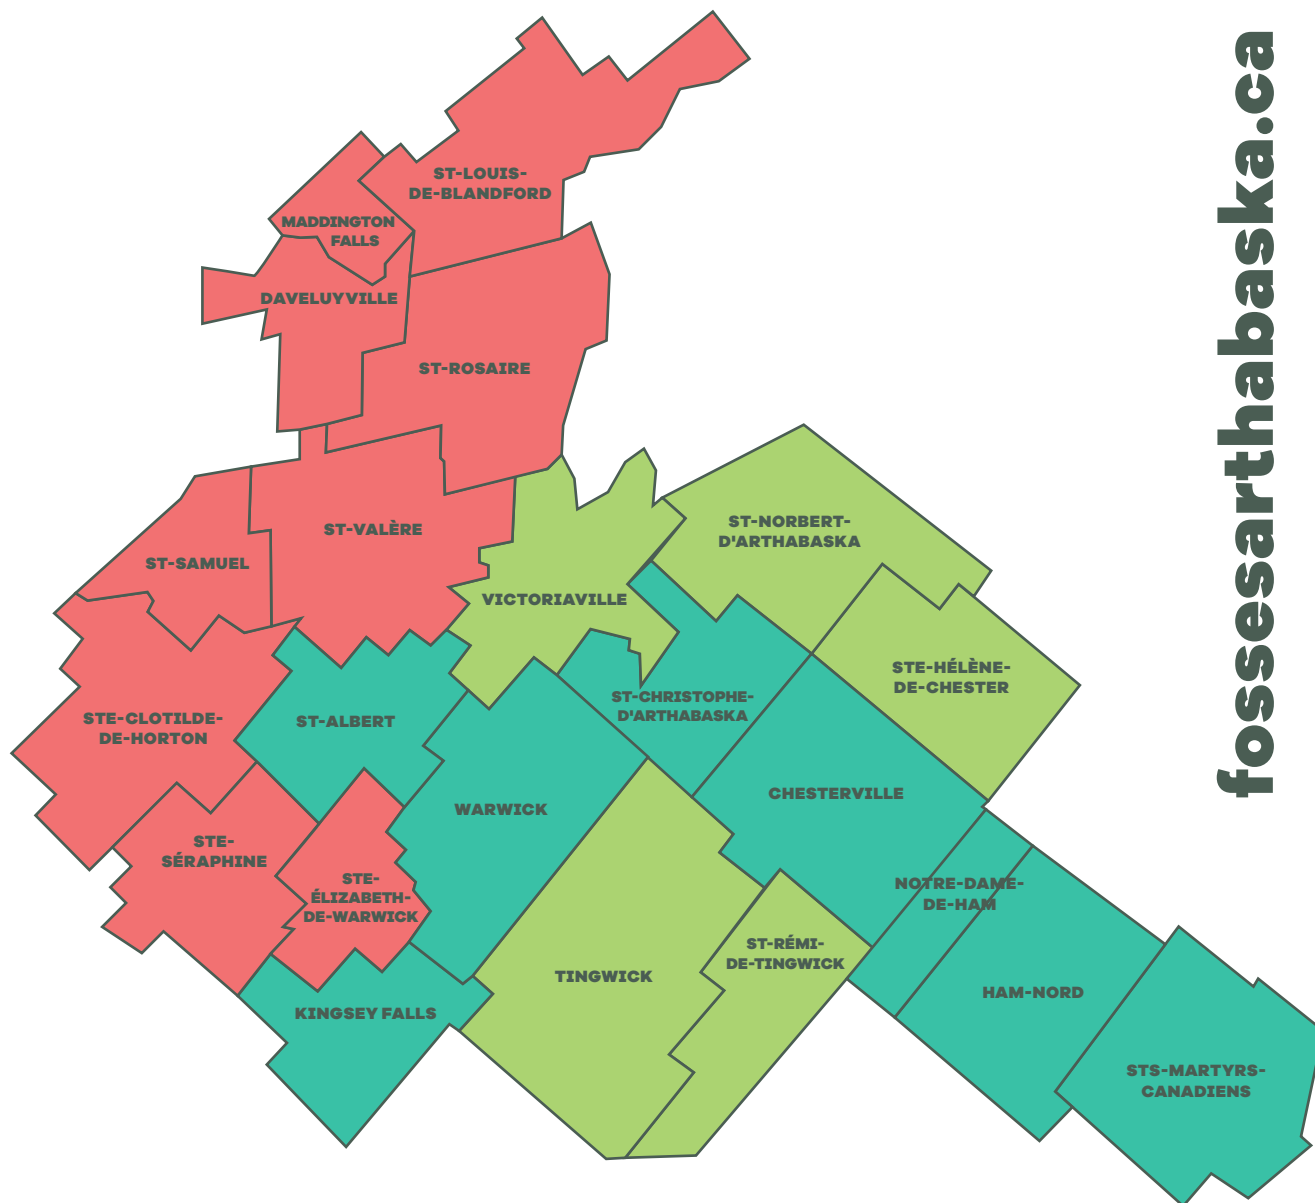 ST-LOUIS-
DE-BLANDFORD
MADDINGTON
FALLS
DAVELUYVILLE
ST-ROSAIRE
ST-VALÈRE
ST-SAMUEL
VICTORIAVILLE
ST-NORBERT-
D'ARTHABASKA
STE-HÉLÈNE-
DE-CHESTER
STE-CLOTILDE-
DE-HORTON
ST-ALBERT
ST-CHRISTOPHE-
D'ARTHABASKA
WARWICK
CHESTERVILLE
STE-
SÉRAPHINE
STE-
ÉLIZABETH-
DE-WARWICK
NOTRE-DAME-
DE-HAM
ST-RÉMI-
DE-TINGWICK
TINGWICK
HAM-NORD
KINGSEY FALLS
STS-MARTYRS-
CANADIENS
fossesarthabaska.ca